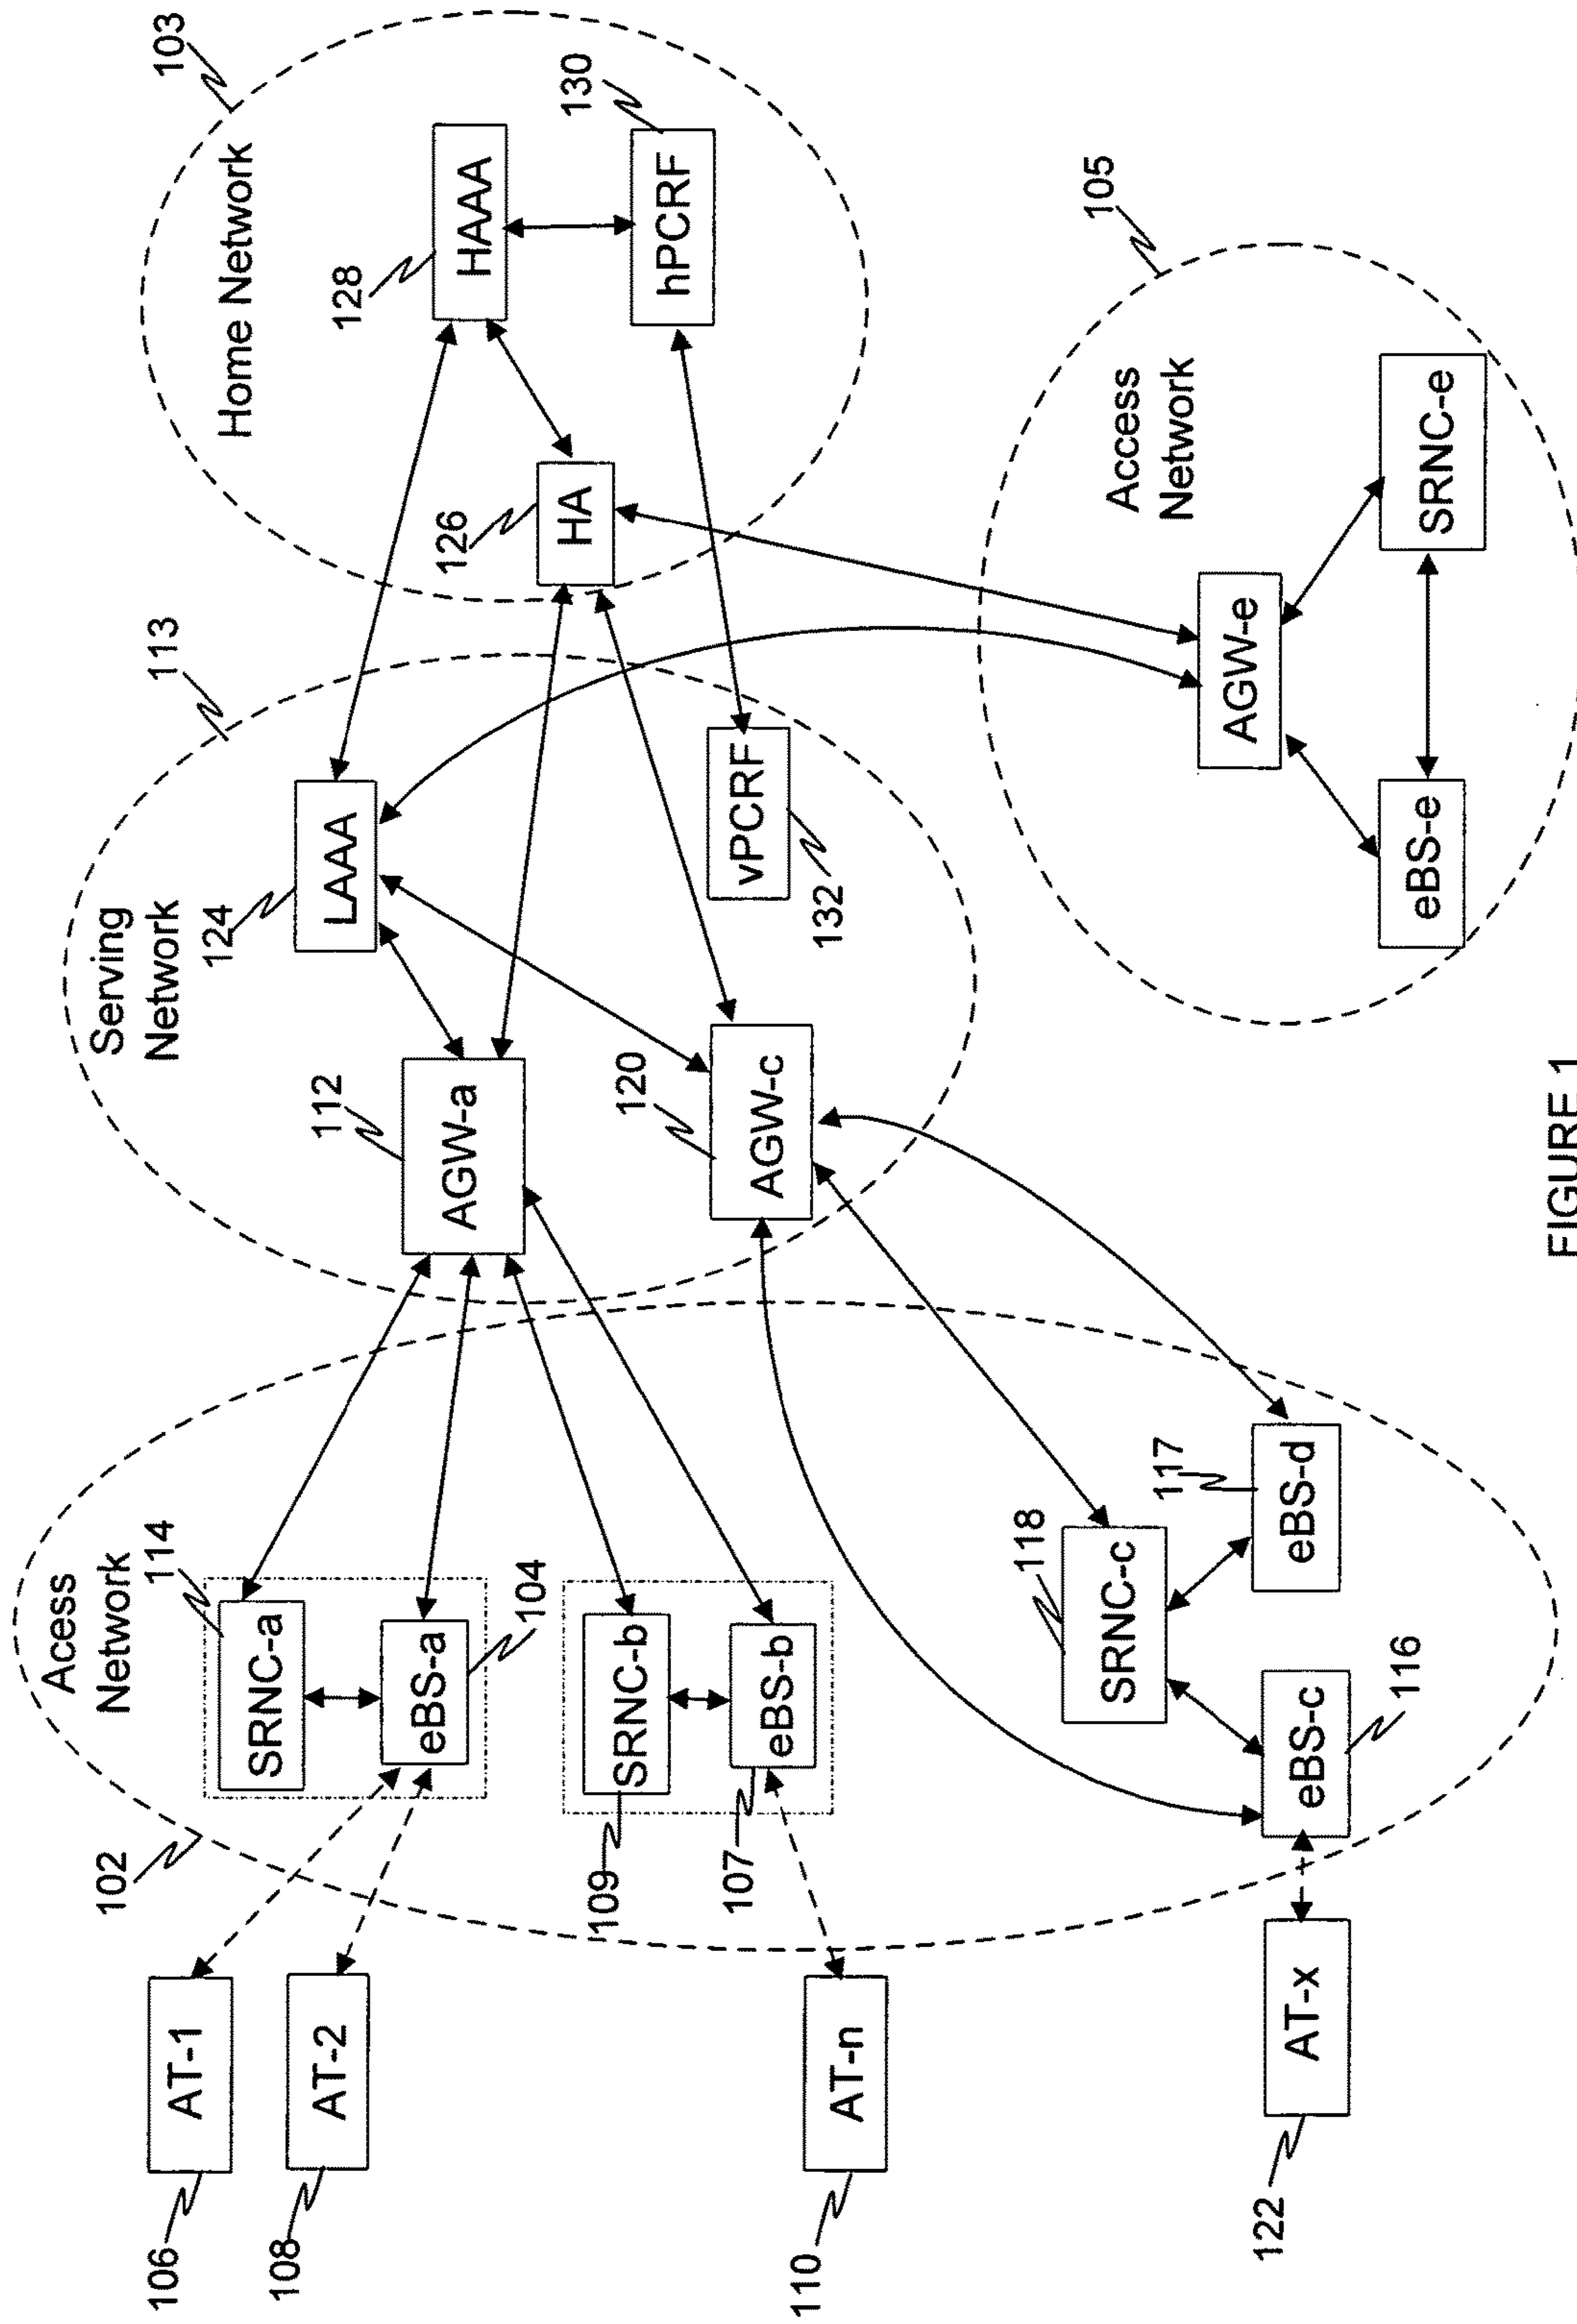 Acess
Network
102
114
SRNC-a
eBS-a
104
SRNC-b
109
eBS-b
107
118
SRNC-c
117
eBS-d
eBS-c
116
AT-1
106
AT-2
108
AT-n
110
AT-x
122
Serving
Network
113
124
LAAA
112
AGW-a
120
AGW-c
vPCRF
132
Home Network
103
128
HAAA
130
hPCRF
126
HA
Access
Network
105
AGW-e
eBS-e
SRNC-e
FIGURE 1